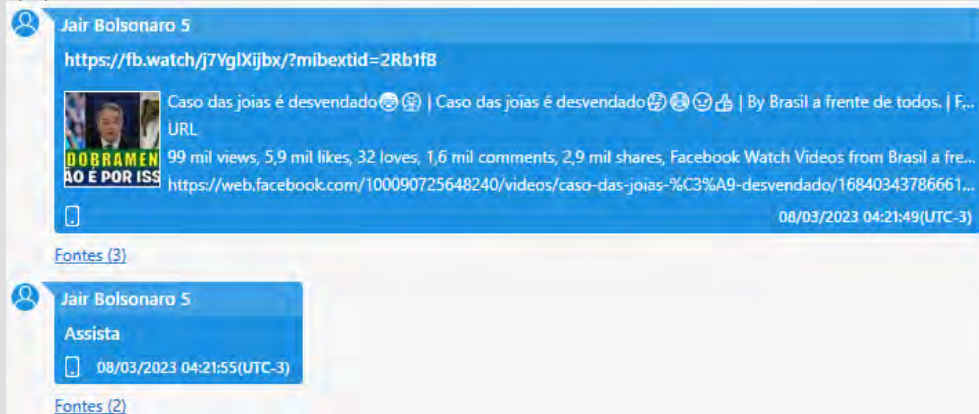 Jair Bolsonaro 5
https://fb.watch/j7YglXijbx/?mibextid=2Rb1fB
Caso das joias é desvendado | Caso das joias é desvendado | By Brasil a frente de todos. | F...
URL
DOBRAMEN
ÃO É POR ISS
99 mil views, 5,9 mil likes, 32 loves, 1,6 mil comments, 2,9 mil shares, Facebook Watch Videos from Brasil a fre...
https://web.facebook.com/100090725648240/videos/caso-das-joias-%C3%A9-desvendado/16840343786661...
08/03/2023 04:21:49(UTC-3)
Fontes (3)
Jair Bolsonaro 5
Assista
08/03/2023 04:21:55(UTC-3)
Fontes (2)